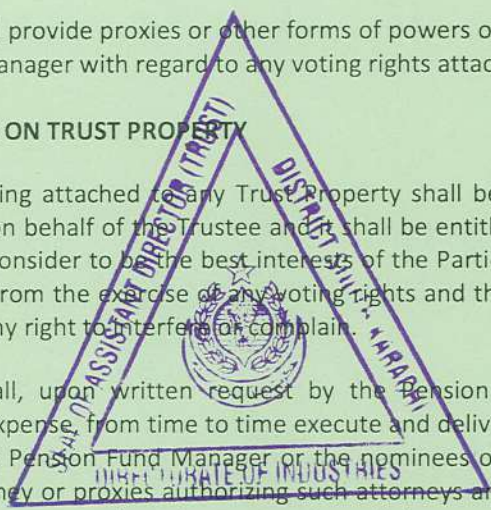 provide proxies or other forms of powers o
anager with regard to any voting rights attac
ON TRUST PROPERTY
ing attached to any Trust Property shall be
on behalf of the Trustee and it shall be entitl
onsider to be the best interests of the Partic
rom the exercise of any voting rights and th
ny right to interfere or complain.
all, upon written request by the Pension
xpense, from time to time execute and deliv
Pension Fund Manager or the nominees o
ney or proxies authorizing such attorneys an
SEAL OF ASSISTANT DIRECTOR (TRUST)
DISTRICT SOUTH KARACHI
DIRECTORATE OF INDUSTRIES